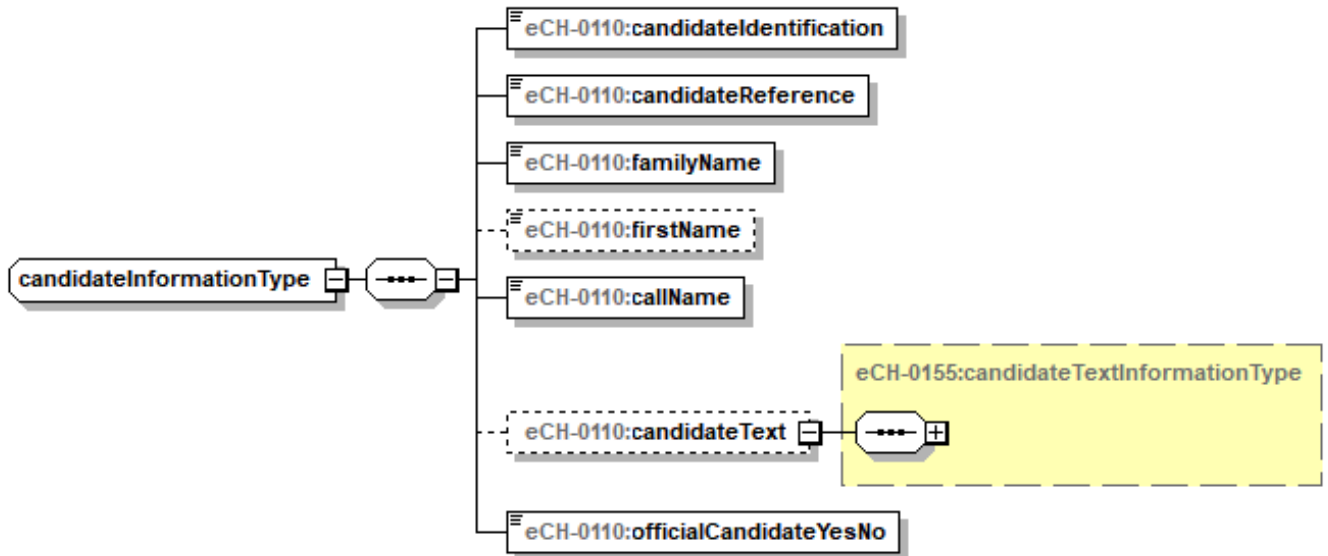 eCH-0110:candidateIdentification
eCH-0110:candidateReference
eCH-0110:familyName
eCH-0110:firstName
candidateInformationType
eCH-0110:callName
eCH-0155:candidateTextInformationType
eCH-0110:candidateText
eCH-0110:officialCandidateYesNo